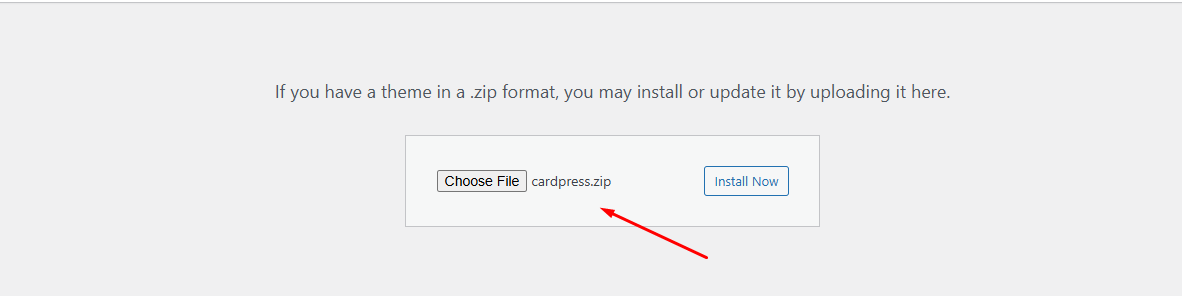 If you have a theme in a .zip format, you may install or update it by uploading it here.
Choose File cardpress.zip Install Now